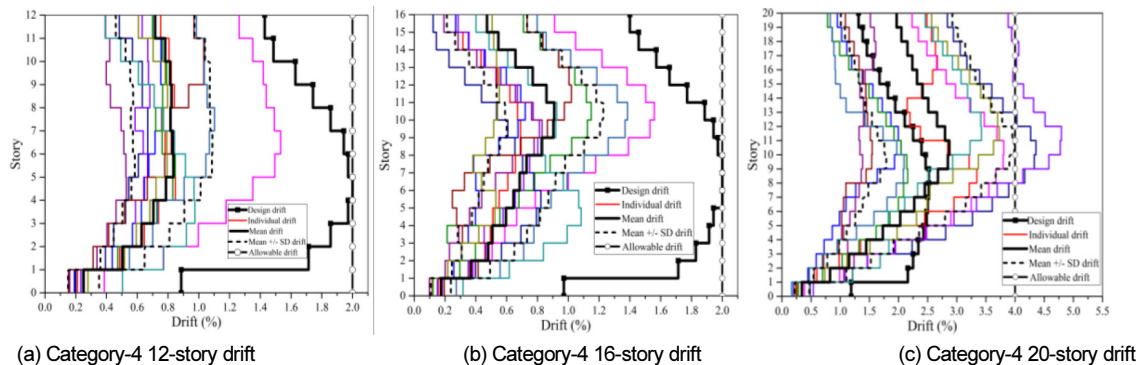 12
11
10
9
8
7
6
5
4
3
2
1
0
Story
Design drift
Individual drift
Mean drift
Mean +/- SD drift
Allowable drift
0.0 0.2 0.4 0.6 0.8 1.0 1.2 1.4 1.6 1.8 2.0
Drift (%)
(a) Category-4 12-story drift
16
15
14
13
12
11
10
9
8
7
6
5
4
3
2
1
0
Story
Design drift
Individual drift
Mean drift
Mean +/- SD drift
Allowable drift
0.0 0.2 0.4 0.6 0.8 1.0 1.2 1.4 1.6 1.8 2.0
Drift (%)
(b) Category-4 16-story drift
20
19
18
17
16
15
14
13
12
11
10
9
8
7
6
5
4
3
2
1
0
Story
Design drift
Individual drift
Mean drift
Mean +/- SD drift
Allowable drift
0.0 0.5 1.0 1.5 2.0 2.5 3.0 3.5 4.0 4.5 5.0 5.5
Drift (%)
(c) Category-4 20-story drift